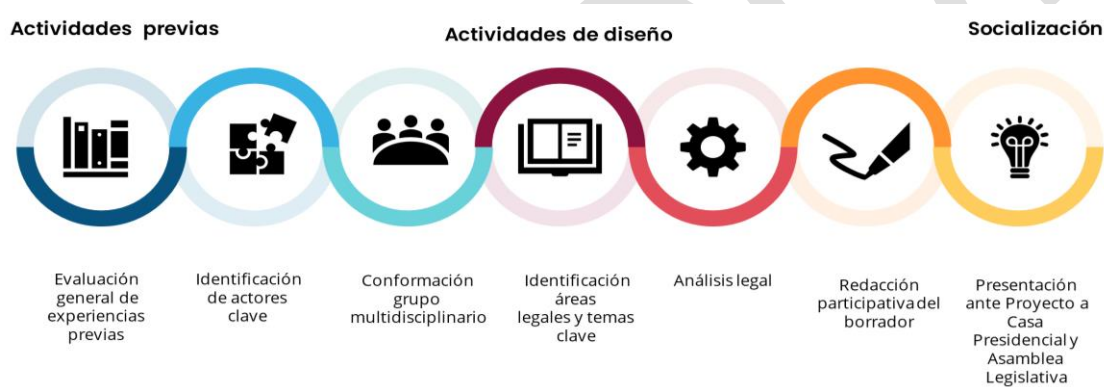 Actividades previas
Actividades de diseño
Socialización
Evaluación
general de
experiencias
previas
Identificación
de actores
clave
Conformación
grupo
multidisciplinario
Identificación
áreas
legales y temas
clave
Análisis legal
Redacción
participativa del
borrador
Presentación
ante Proyecto a
Casa
Presidencial y
Asamblea
Legislativa